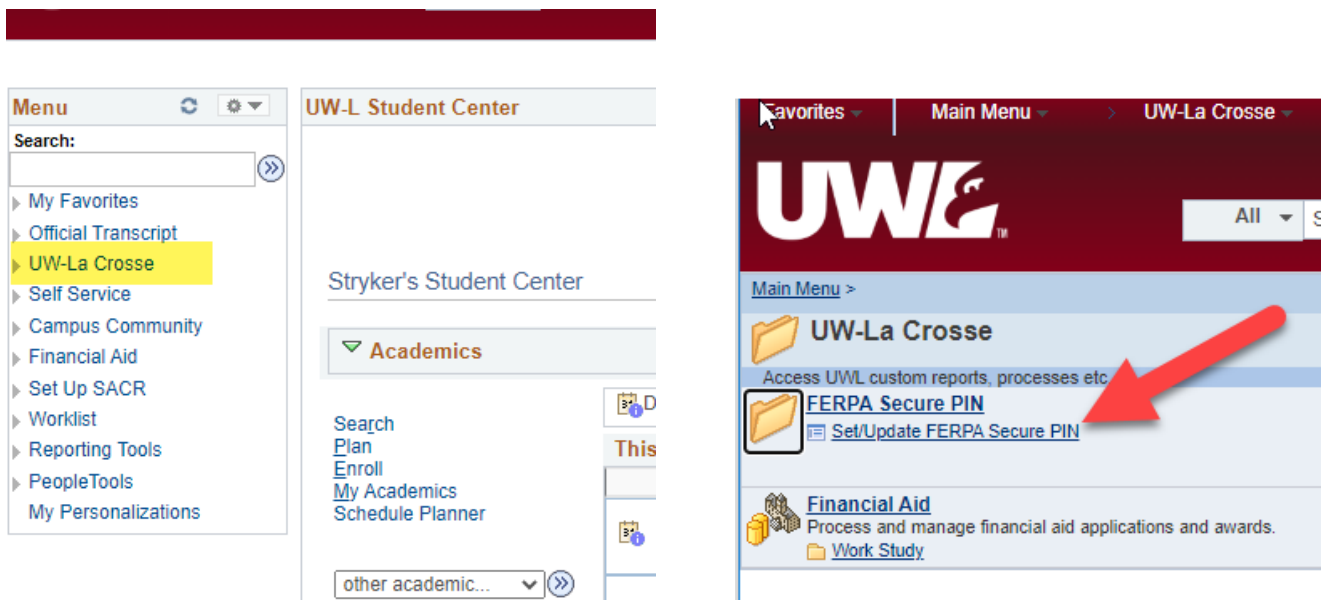 Menu
Search:
My Favorites
Official Transcript
UW-La Crosse
Self Service
Campus Community
Financial Aid
Set Up SACR
Worklist
Reporting Tools
PeopleTools
My Personalizations
UW-L Student Center
Stryker's Student Center
Academics
Search
Plan
Enroll
My Academics
Schedule Planner
other academic...
D
This
Favorites Main Menu > UW-La Crosse
UWL TM
All S
Main Menu >
UW-La Crosse
Access UWL custom reports, processes etc
FERPA Secure PIN
Set/Update FERPA Secure PIN
Financial Aid
Process and manage financial aid applications and awards.
Work Study